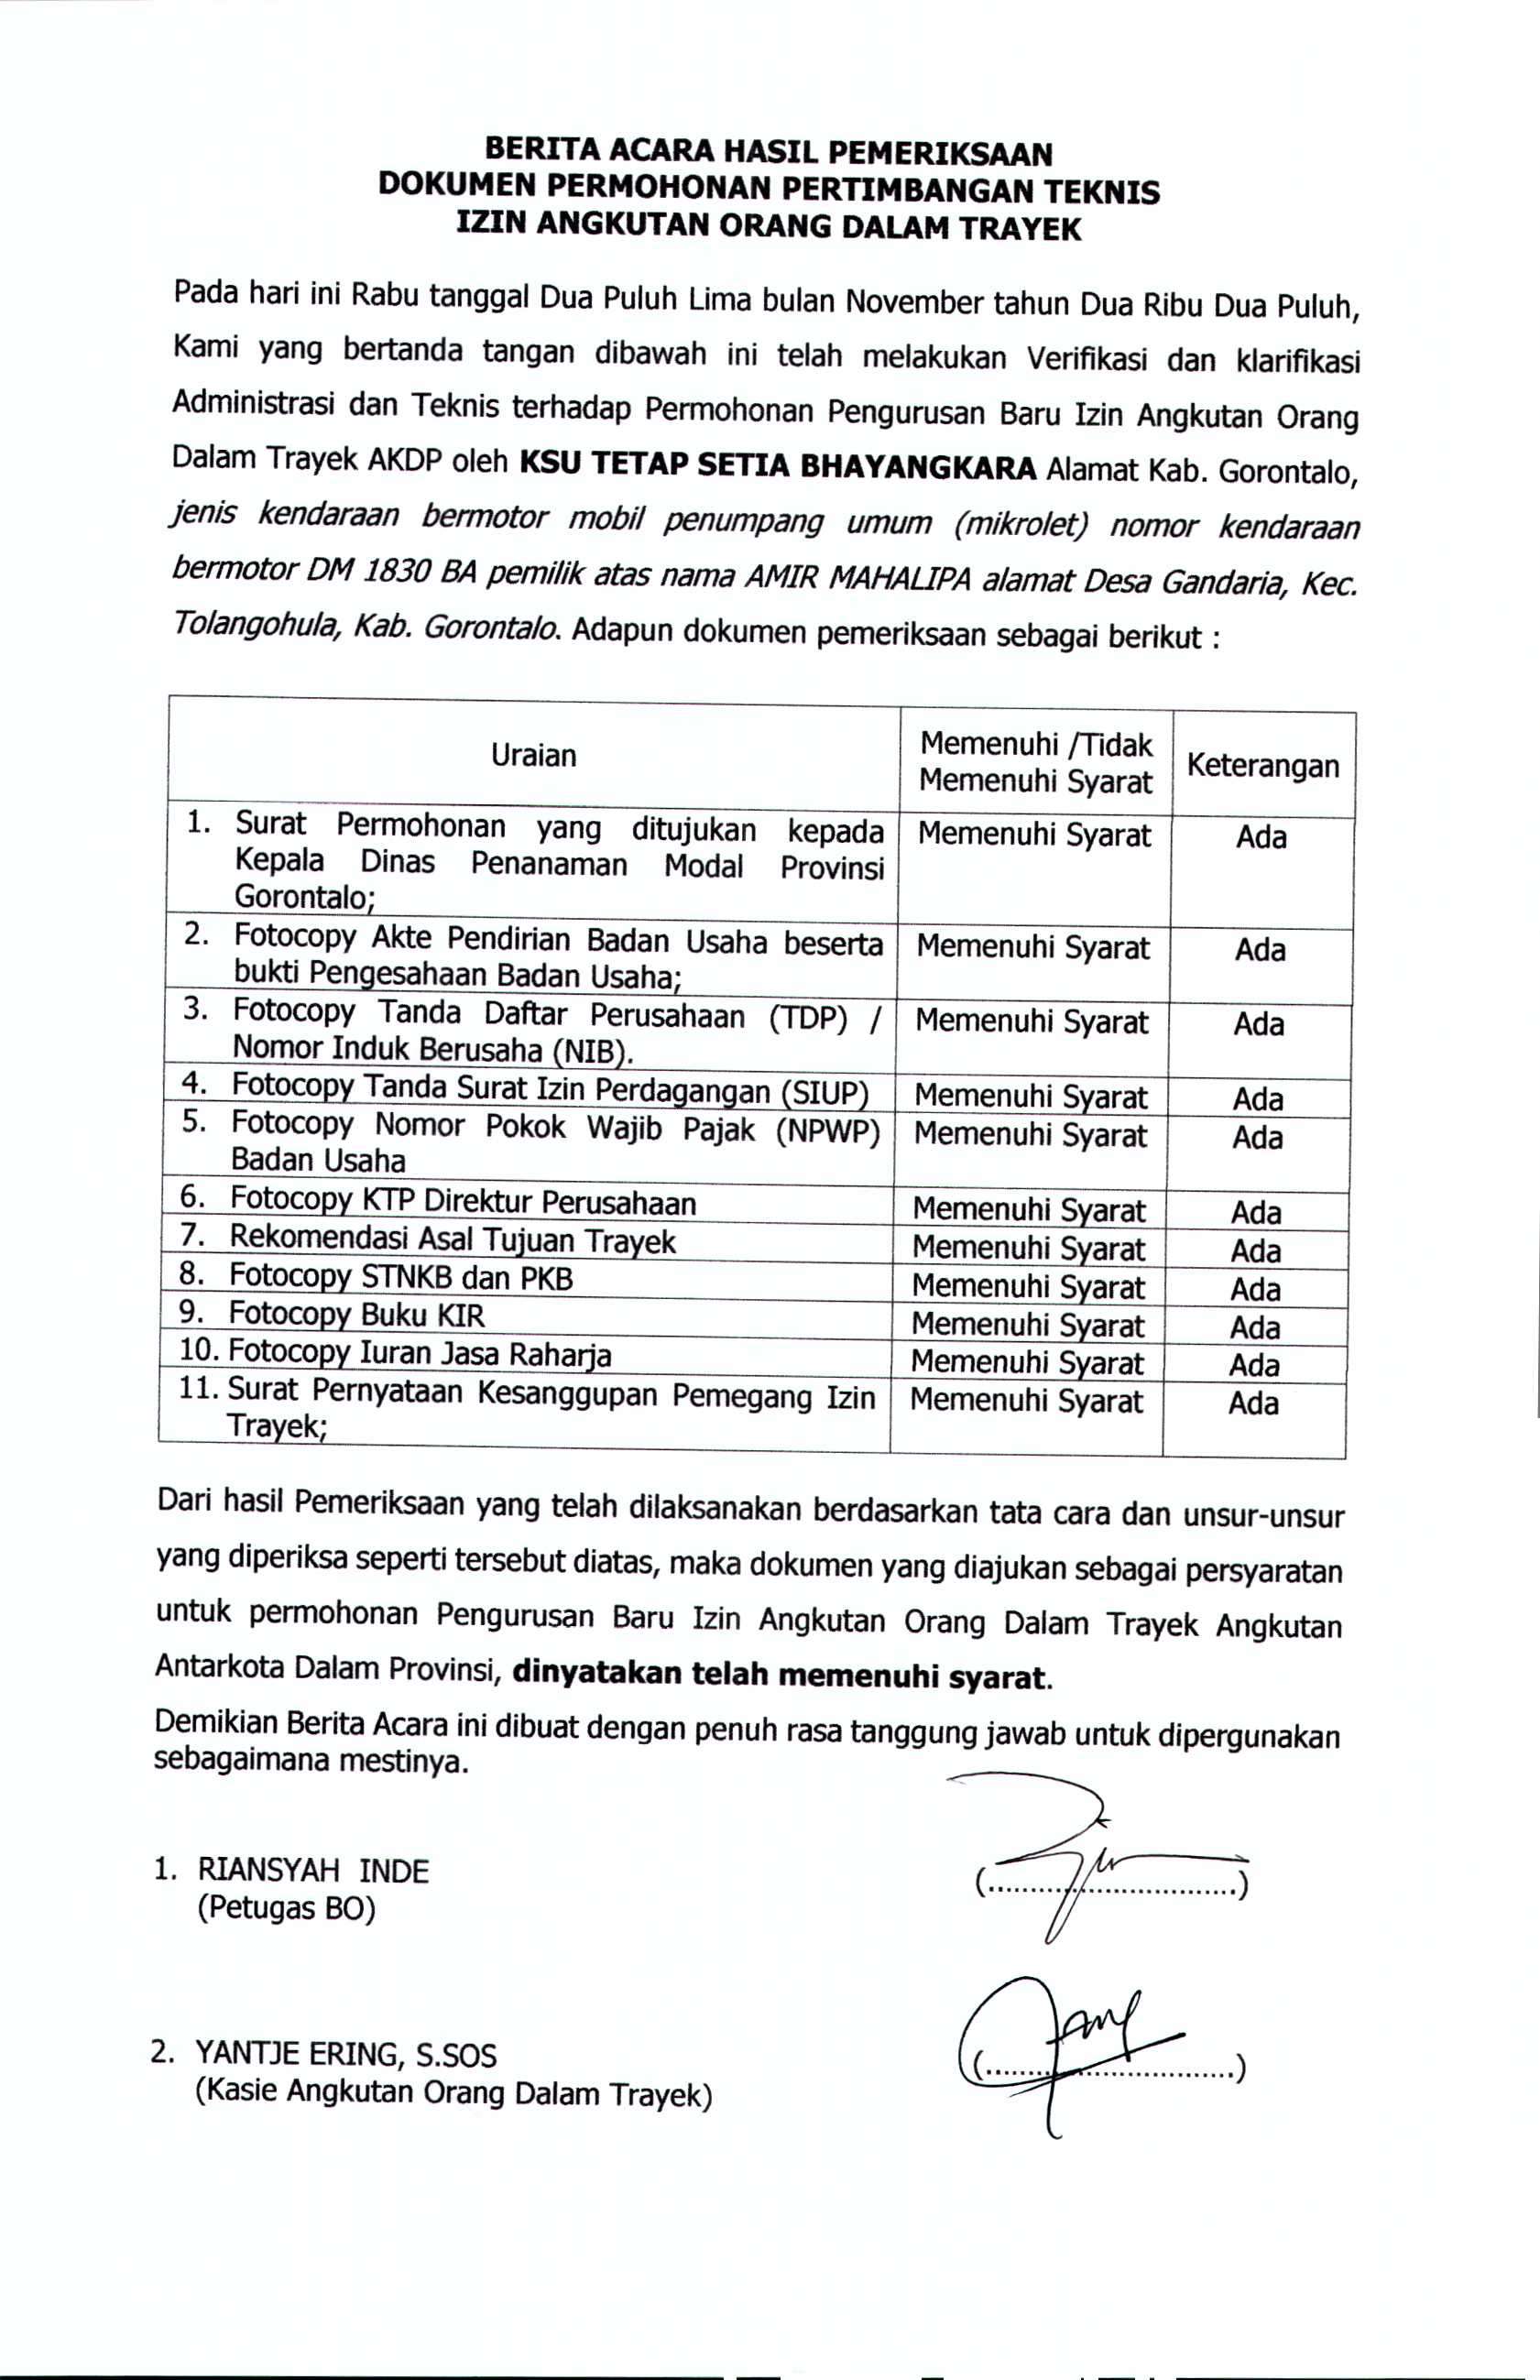 BERITA ACARA HASIL PEMERIKSAAN
DOKUMEN PERMOHONAN PERTIMBANGAN TEKNIS
IZIN ANGKUTAN ORANG DALAM TRAYEK
Pada hari ini Rabu tanggal Dua Puluh Lima bulan November tahun Dua Ribu Dua Puluh,
Kami yang bertanda tangan dibawah ini telah melakukan Verifikasi dan klarifikasi
Administrasi dan Teknis terhadap Permohonan Pengurusan Baru Izin Angkutan Orang
Dalam Trayek AKDP oleh KSU TETAP SETIA BHAYANGKARA Alamat Kab. Gorontalo,
jenis kendaraan bermotor mobil penumpang umum (mikrolet) nomor kendaraan
bermotor DM 1830 BA pemilik atas nama AMIR MAHALIPA alamat Desa Gandaria, Kec.
Tolangohula, Kab. Gorontalo. Adapun dokumen pemeriksaan sebagai berikut :
Uraian
Memenuhi /Tidak
Memenuhi Syarat
Keterangan
1. Surat Permohonan yang ditujukan kepada Memenuhi Syarat Ada
Kepala Dinas Penanaman Modal Provinsi
Gorontalo;
2. Fotocopy Akte Pendirian Badan Usaha beserta Memenuhi Syarat Ada
bukti Pengesahaan Badan Usaha;
3. Fotocopy Tanda Daftar Perusahaan (TDP) / Memenuhi Syarat Ada
Nomor Induk Berusaha (NIB).
4. Fotocopy Tanda Surat Izin Perdagangan (SIUP) Memenuhi Syarat Ada
5. Fotocopy Nomor Pokok Wajib Pajak (NPWP) Memenuhi Syarat Ada
Badan Usaha
6. Fotocopy KTP Direktur Perusahaan Memenuhi Syarat Ada
7. Rekomendasi Asal Tujuan Trayek Memenuhi Syarat Ada
8. Fotocopy STNKB dan PKB Memenuhi Syarat Ada
9. Fotocopy Buku KIR Memenuhi Syarat Ada
10. Fotocopy Iuran Jasa Raharja Memenuhi Syarat Ada
11. Surat Pernyataan Kesanggupan Pemegang Izin Memenuhi Syarat Ada
Trayek;
Dari hasil Pemeriksaan yang telah dilaksanakan berdasarkan tata cara dan unsur-unsur
yang diperiksa seperti tersebut diatas, maka dokumen yang diajukan sebagai persyaratan
untuk permohonan Pengurusan Baru Izin Angkutan Orang Dalam Trayek Angkutan
Antarkota Dalam Provinsi, dinyatakan telah memenuhi syarat.
Demikian Berita Acara ini dibuat dengan penuh rasa tanggung jawab untuk dipergunakan
sebagaimana mestinya.
1. RIANSYAH INDE (..............................)
(Petugas BO)
2. YANTJE ERING, S.SOS (..............................)
(Kasie Angkutan Orang Dalam Trayek)